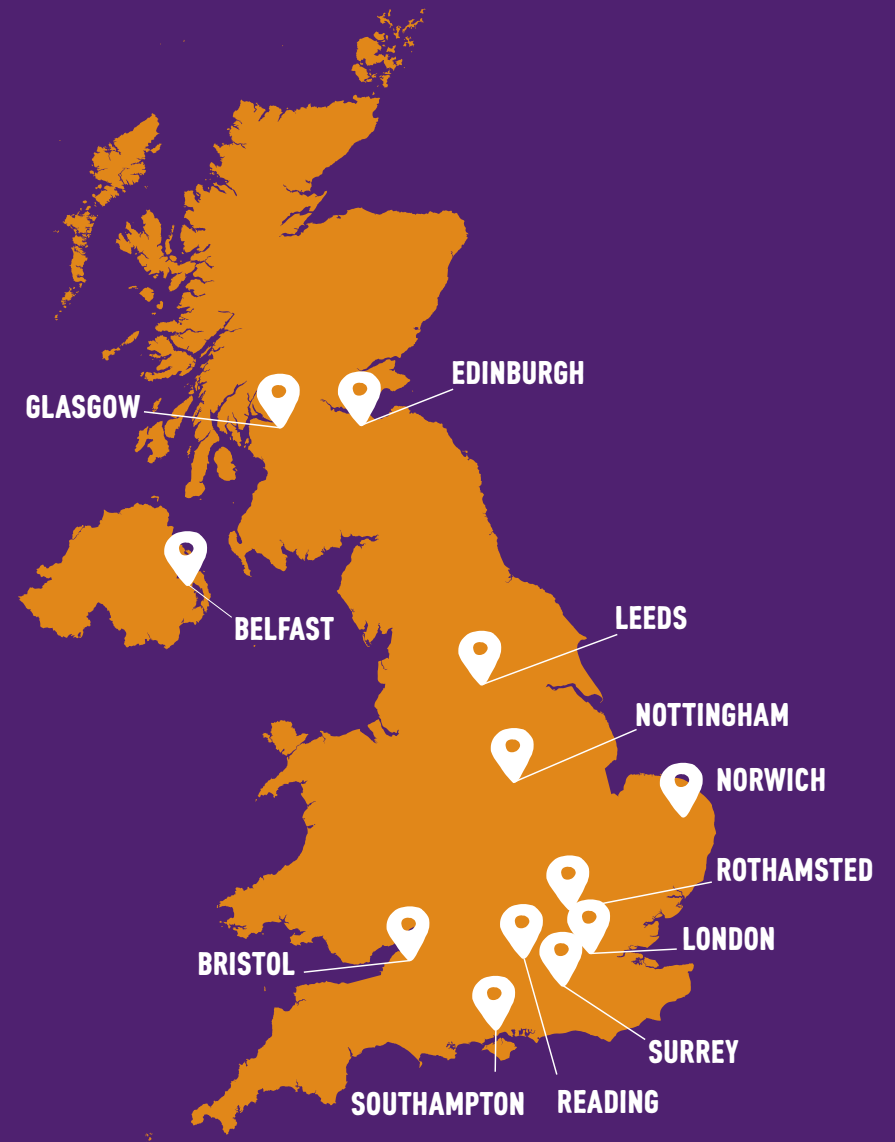 EDINBURGH
GLASGOW
LEEDS
BELFAST
NOTTINGHAM
NORWICH
ROTHAMSTED
LONDON
BRISTOL
SURREY
SOUTHAMPTON
READING